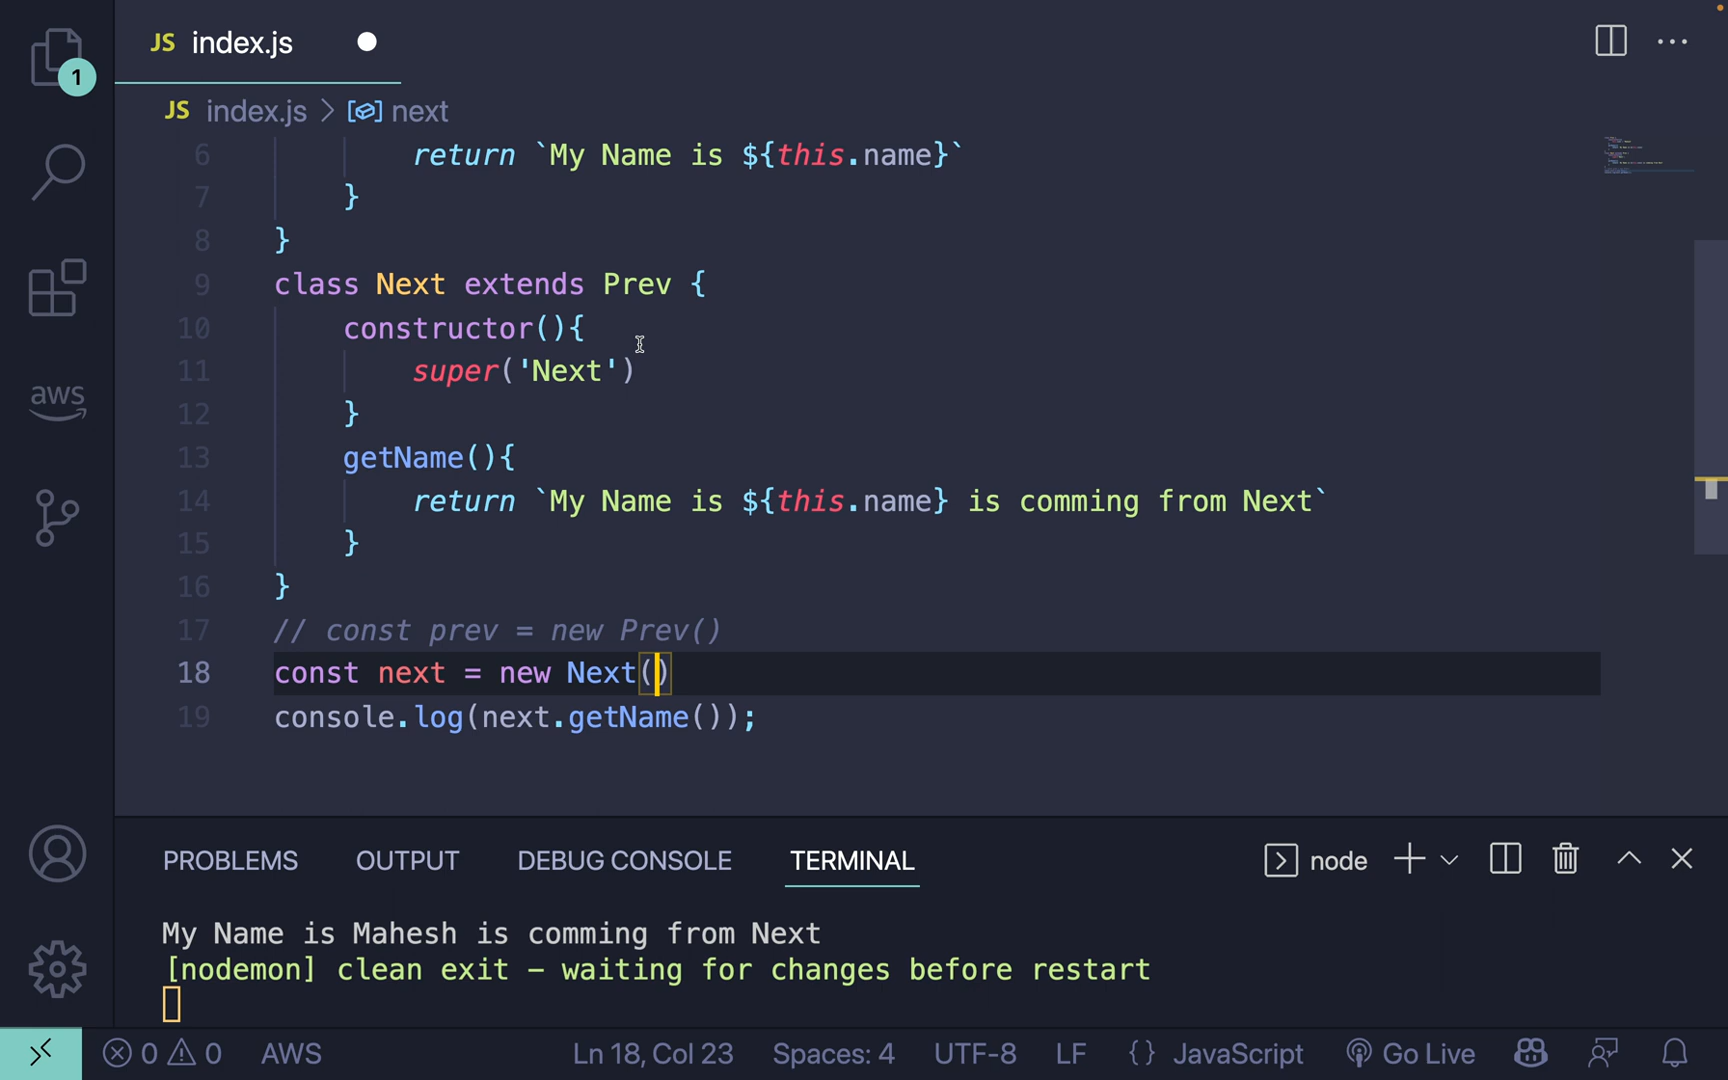 JS index.js
1
JS index.js > next
6 return `My Name is ${this.name}`
7 }
8 }
9 class Next extends Prev {
10 constructor(){
11 super('Next')
12 }
13 getName(){
14 return `My Name is ${this.name} is comming from Next`
15 }
16 }
17 // const prev = new Prev()
18 const next = new Next()
19 console.log(next.getName());
aws
PROBLEMS OUTPUT DEBUG CONSOLE TERMINAL node
My Name is Mahesh is comming from Next
[nodemon] clean exit - waiting for changes before restart
0 0 AWS Ln 18, Col 23 Spaces: 4 UTF-8 LF {} JavaScript Go Live